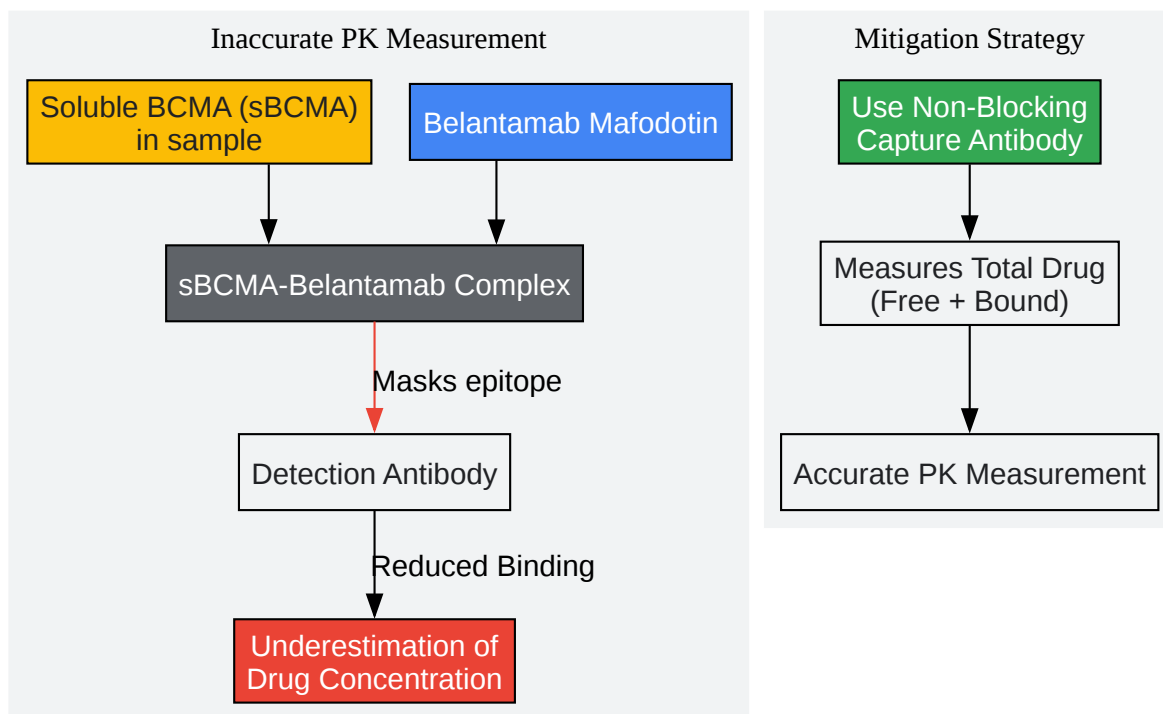 Inaccurate PK Measurement
Soluble BCMA (sBCMA)
in sample
Belantamab Mafodotin
sBCMA-Belantamab Complex
Masks epitope
Detection Antibody
Reduced Binding
Underestimation of
Drug Concentration
Mitigation Strategy
Use Non-Blocking
Capture Antibody
Measures Total Drug
(Free + Bound)
Accurate PK Measurement